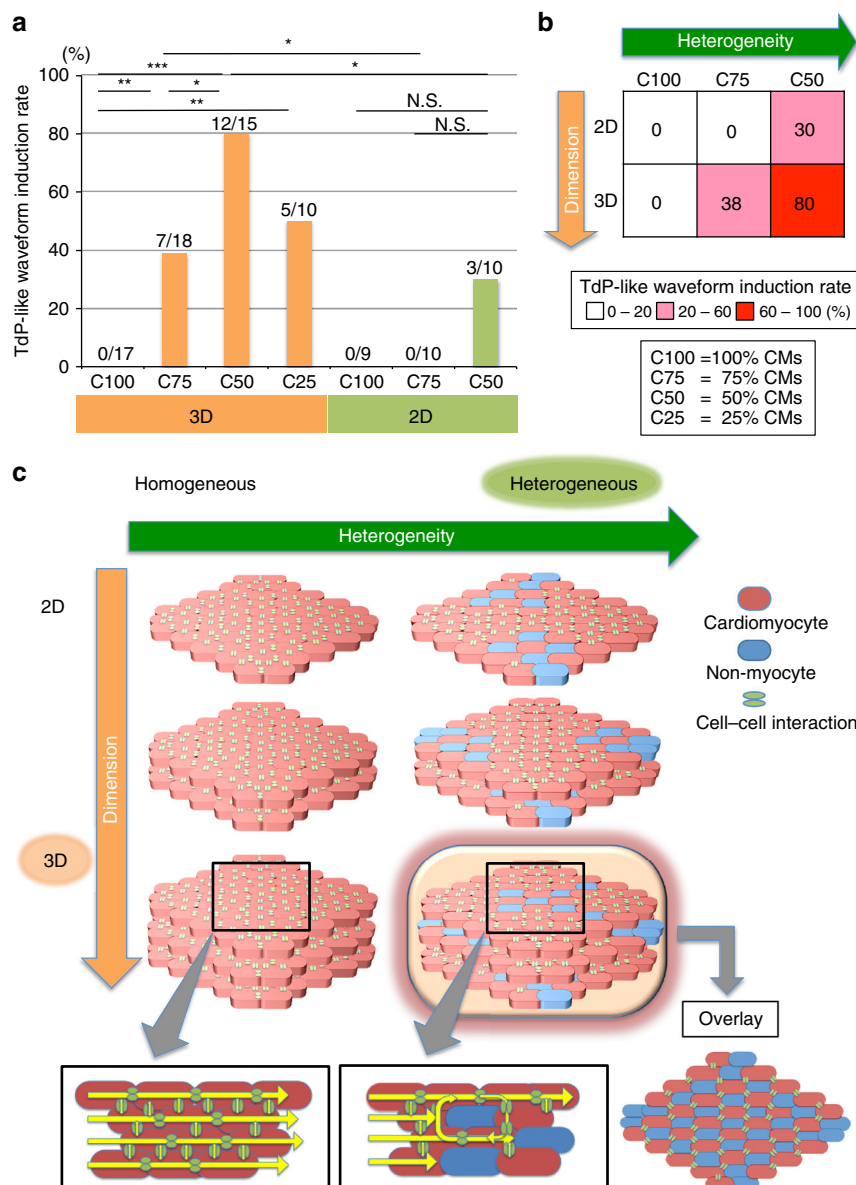 a
(%)
TdP-like waveform induction rate
100
80
60
40
20
0
*
***
*
**
*
**
N.S.
N.S.
12/15
5/10
7/18
3/10
0/17
0/9
0/10
C100 C75 C50 C25 C100 C75 C50
3D 2D
b
Heterogeneity
C100 C75 C50
Dimension
2D 0 0 30
3D 0 38 80
TdP-like waveform induction rate
0 – 20 20 – 60 60 – 100 (%)
C100 =100% CMs
C75 = 75% CMs
C50 = 50% CMs
C25 = 25% CMs
c
Homogeneous Heterogeneous
Heterogeneity
2D
Dimension
3D
Cardiomyocyte
Non-myocyte
Cell–cell interaction
Overlay